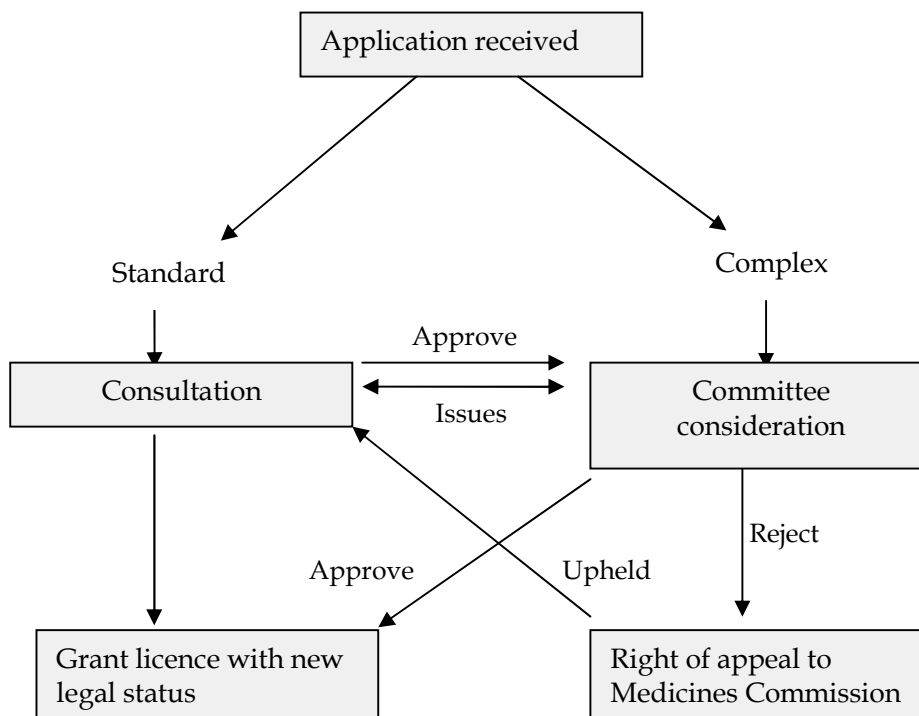 Application received
Standard
Complex
Approve
Consultation
Issues
Committee
consideration
Reject
Approve
Upheld
Grant licence with new
legal status
Right of appeal to
Medicines Commission